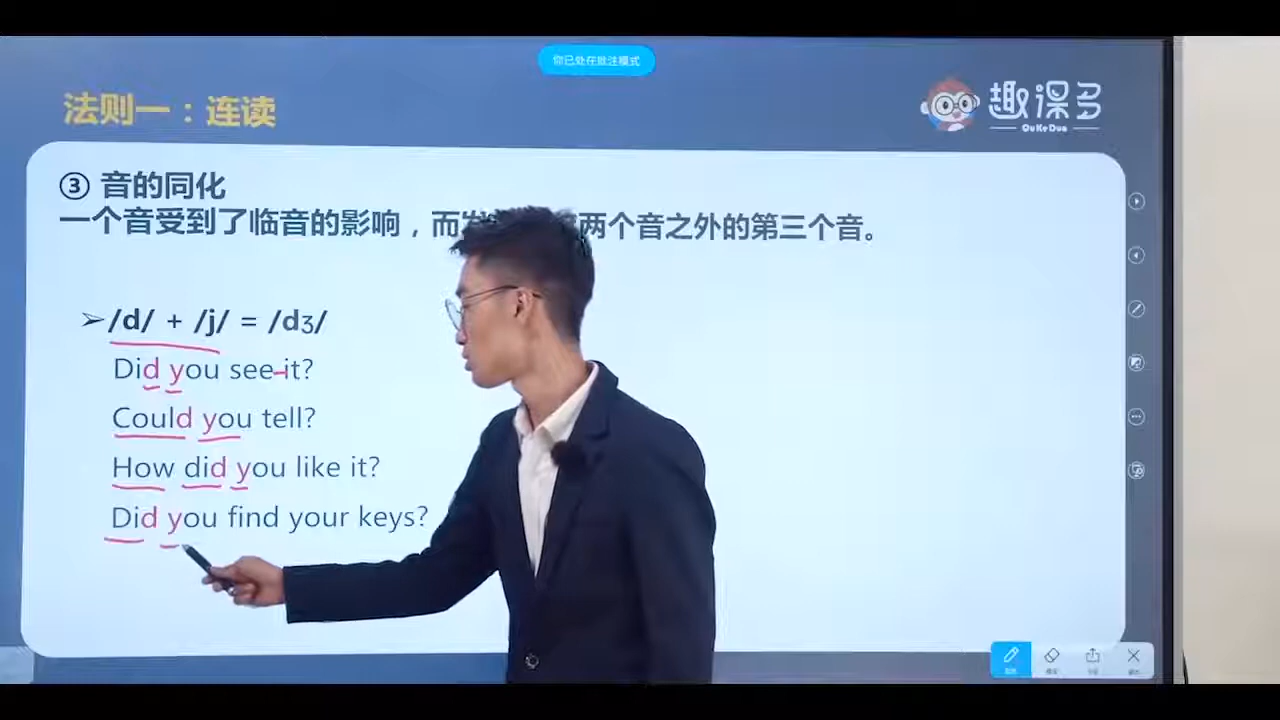 你已处在批注模式
法则一：连读
趣课多
QuKeDuo
③ 音的同化
一个音受到了临音的影响，而发 两个音之外的第三个音。
➢/d/ + /j/ = /dʒ/
Did you see it?
Could you tell?
How did you like it?
Did you find your keys?